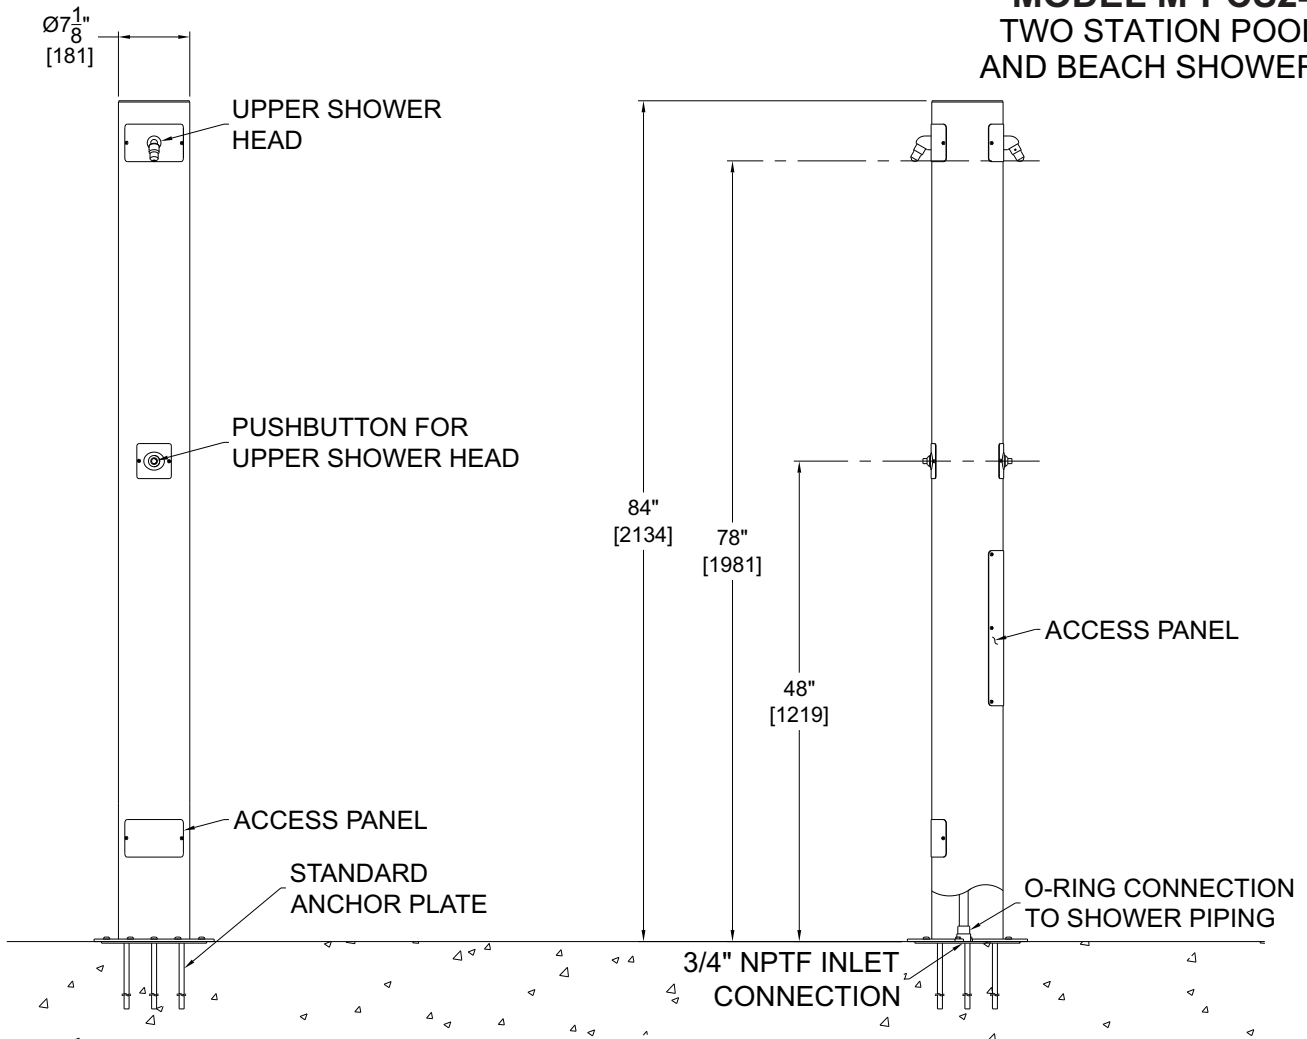 TWO STATION POOL
AND BEACH SHOWER
Ø7 1/8"
[181]
UPPER SHOWER
HEAD
PUSHBUTTON FOR
UPPER SHOWER HEAD
84"
[2134]
78"
[1981]
48"
[1219]
ACCESS PANEL
ACCESS PANEL
STANDARD
ANCHOR PLATE
O-RING CONNECTION
TO SHOWER PIPING
3/4" NPTF INLET
CONNECTION